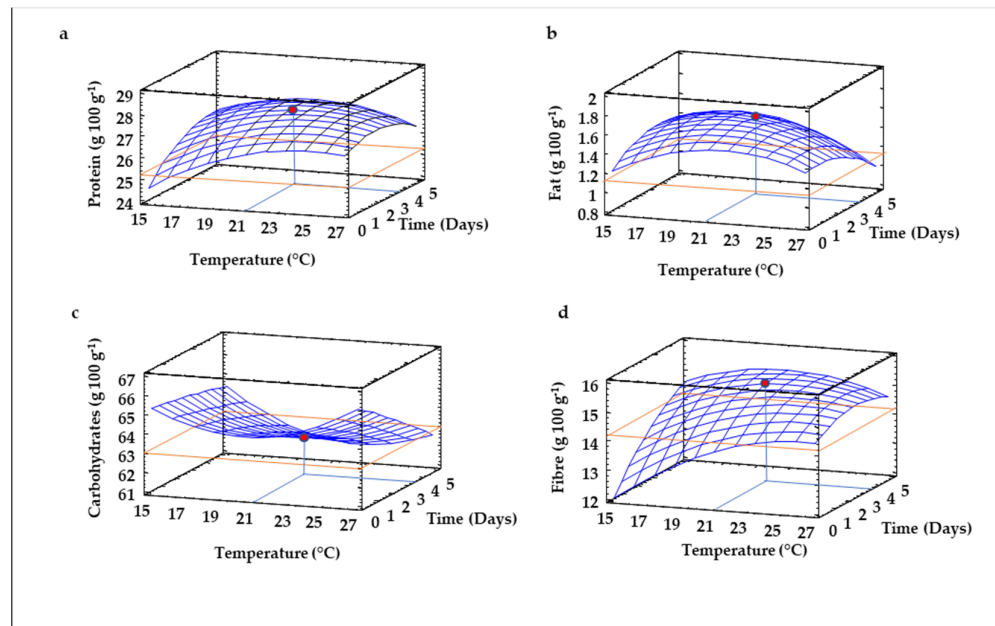 a
Protein (g 100 g⁻¹)
29
28
27
26
25
24
15 17 19 21 23 25 27
Temperature (°C)
0 1 2 3 4 5
Time (Days)
b
Fat (g 100 g⁻¹)
2
1.8
1.6
1.4
1.2
1
0.8
15 17 19 21 23 25 27
Temperature (°C)
0 1 2 3 4 5
Time (Days)
c
Carbohydrates (g 100 g⁻¹)
67
66
65
64
63
62
61
15 17 19 21 23 25 27
Temperature (°C)
0 1 2 3 4 5
Time (Days)
d
Fibre (g 100 g⁻¹)
16
15
14
13
12
15 17 19 21 23 25 27
Temperature (°C)
0 1 2 3 4 5
Time (Days)